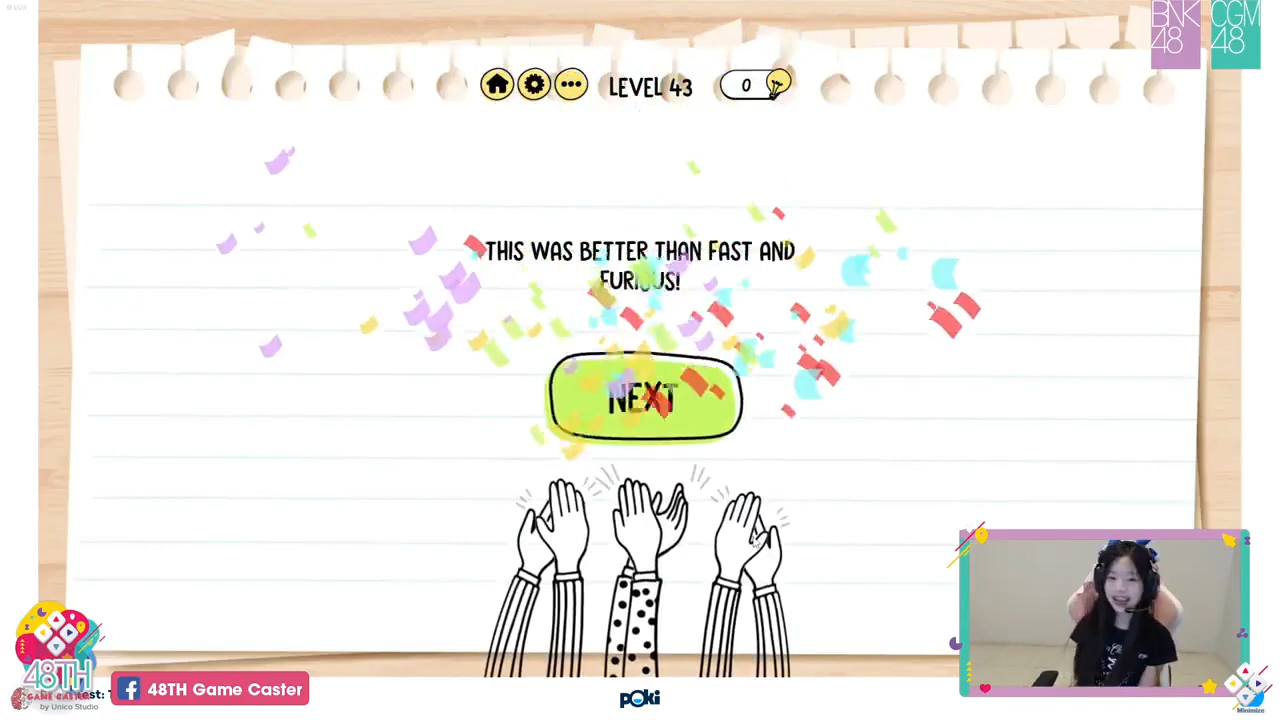 BNK
48
CGM
48
LEVEL 43
0
THIS WAS BETTER THAN FAST AND
FURIOUS!
NEXT
48TH
GAME CASTER
by Unico Studio
48TH Game Caster
POKI
Minimize